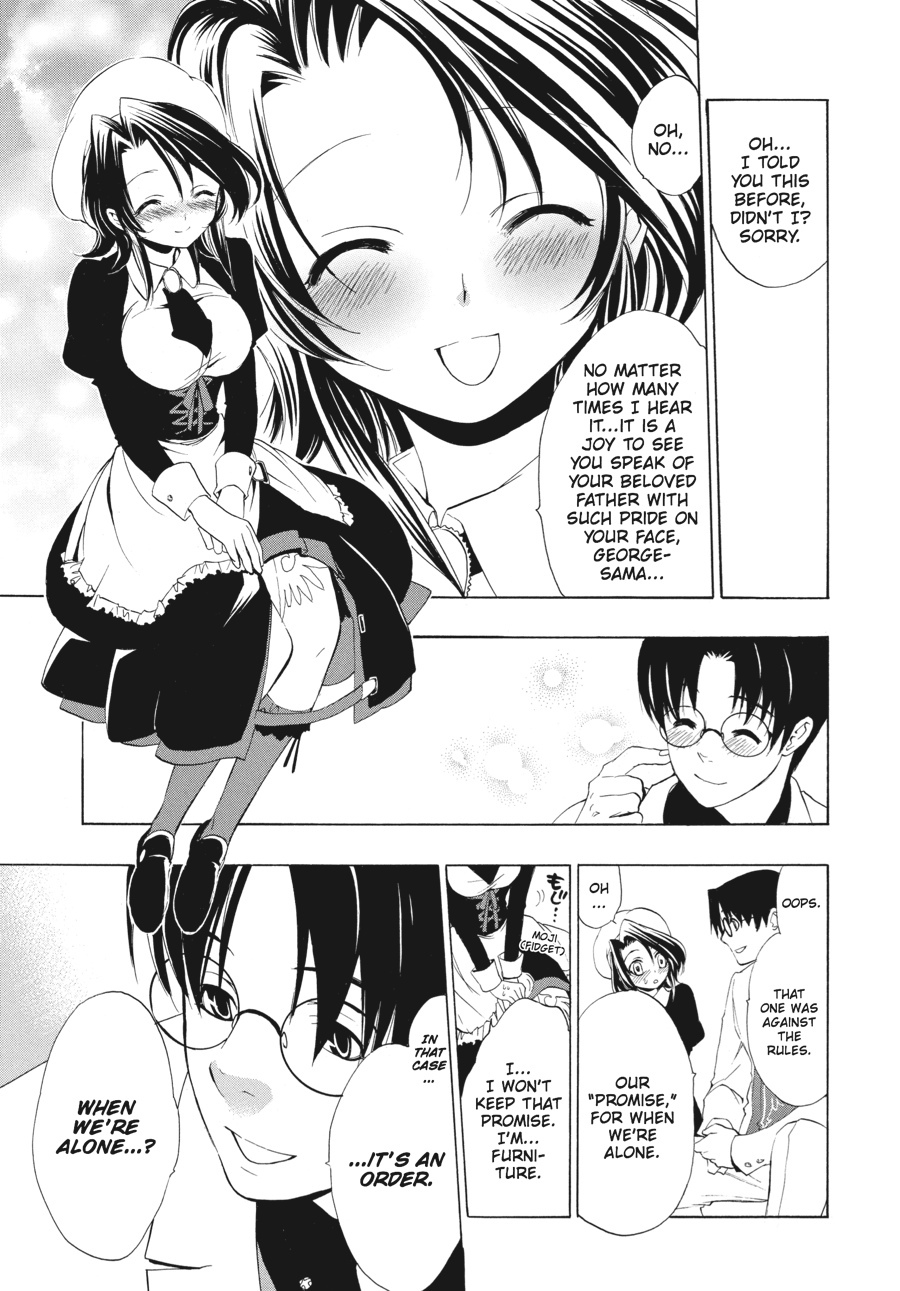 OH...
I TOLD
YOU THIS
BEFORE,
DIDN'T I?
SORRY.
OH,
NO...
NO MATTER
HOW MANY
TIMES I HEAR
IT...IT IS A
JOY TO SEE
YOU SPEAK OF
YOUR BELOVED
FATHER WITH
SUCH PRIDE ON
YOUR FACE,
GEORGE-
SAMA...
OOPS.
THAT
ONE WAS
AGAINST
THE
RULES.
OH
...
OUR
"PROMISE,"
FOR WHEN
WE'RE
ALONE.
もじ…
MOJI
(FIDGET)
I...
I WON'T
KEEP THAT
PROMISE.
I'M...
FURNI-
TURE.
IN
THAT
CASE
...
...IT'S AN
ORDER.
WHEN
WE'RE
ALONE...?